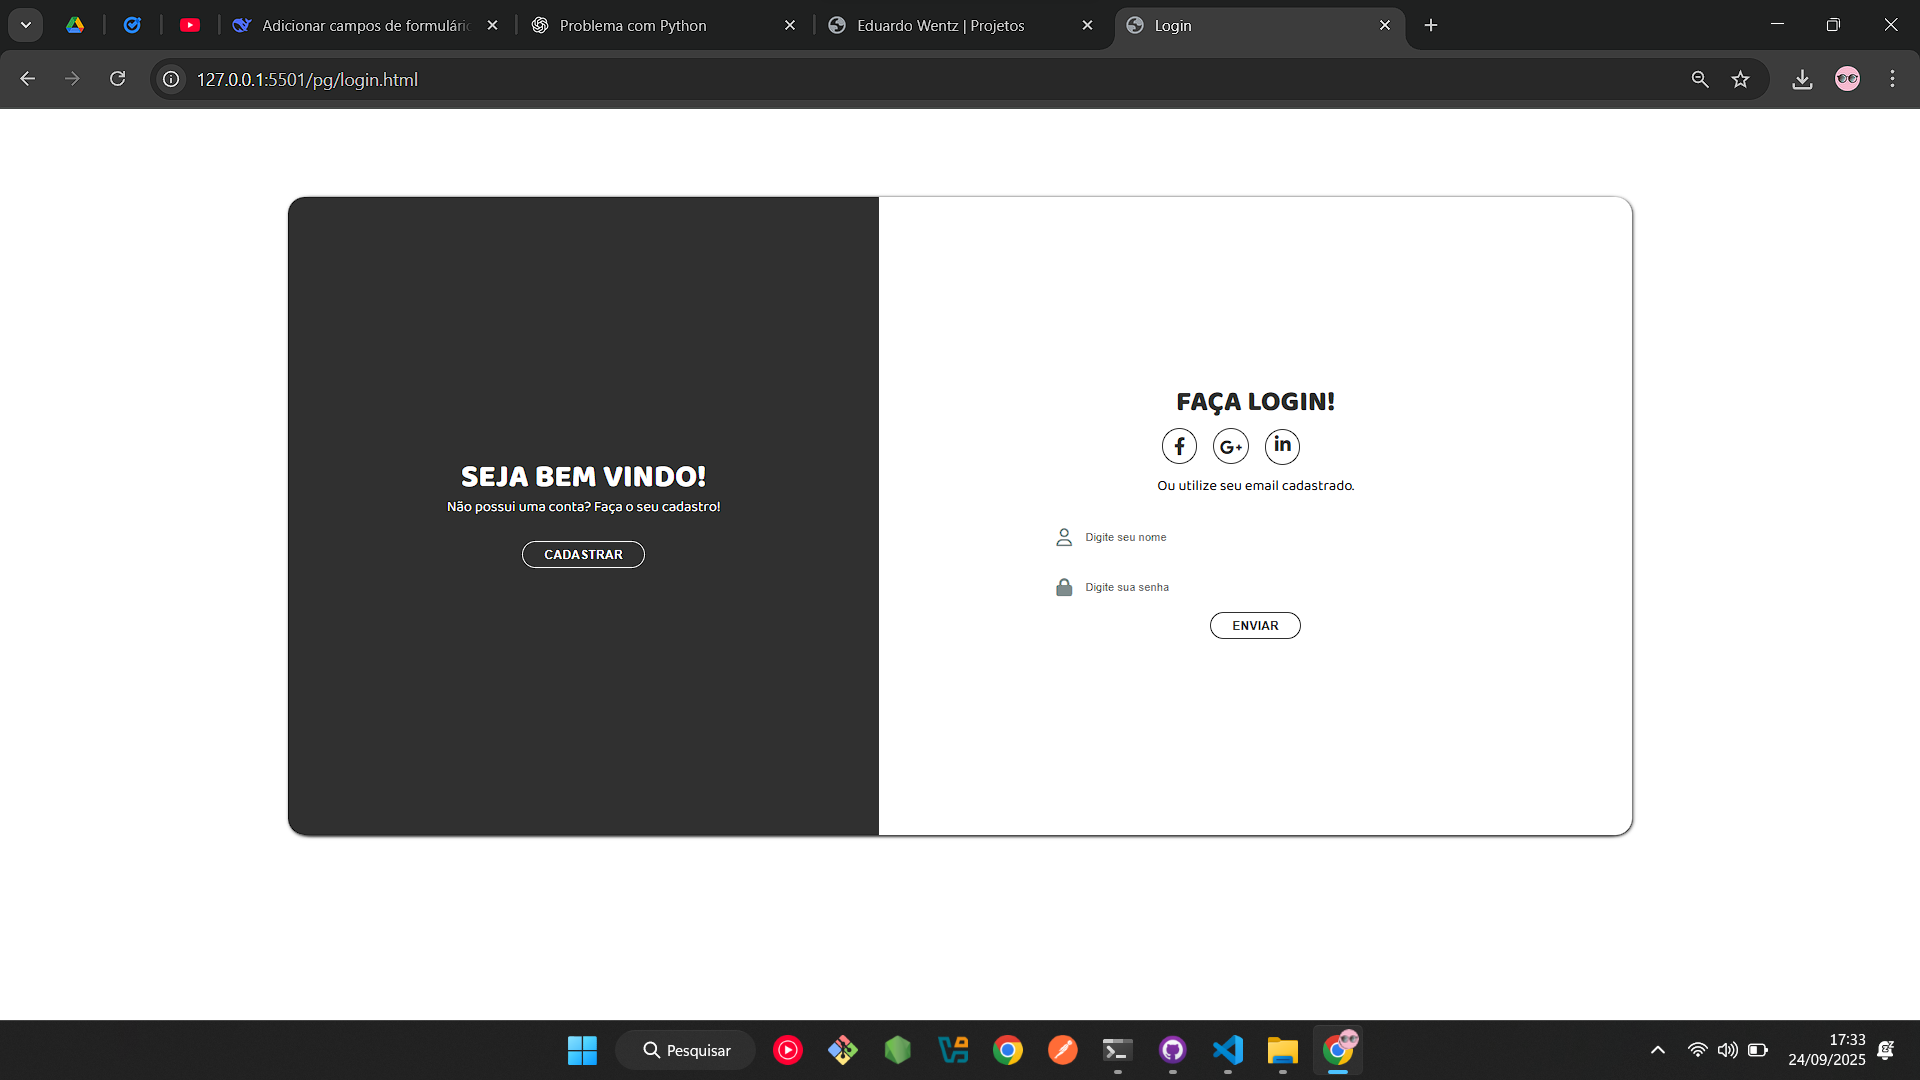 Adicionar campos de formulári
Problema com Python
Eduardo Wentz | Projetos
Login
127.0.0.1:5501/pg/login.html
SEJA BEM VINDO!
Não possui uma conta? Faça o seu cadastro!
CADASTRAR
FAÇA LOGIN!
f G+ in
Ou utilize seu email cadastrado.
Digite seu nome
Digite sua senha
ENVIAR
Pesquisar
17:33
24/09/2025